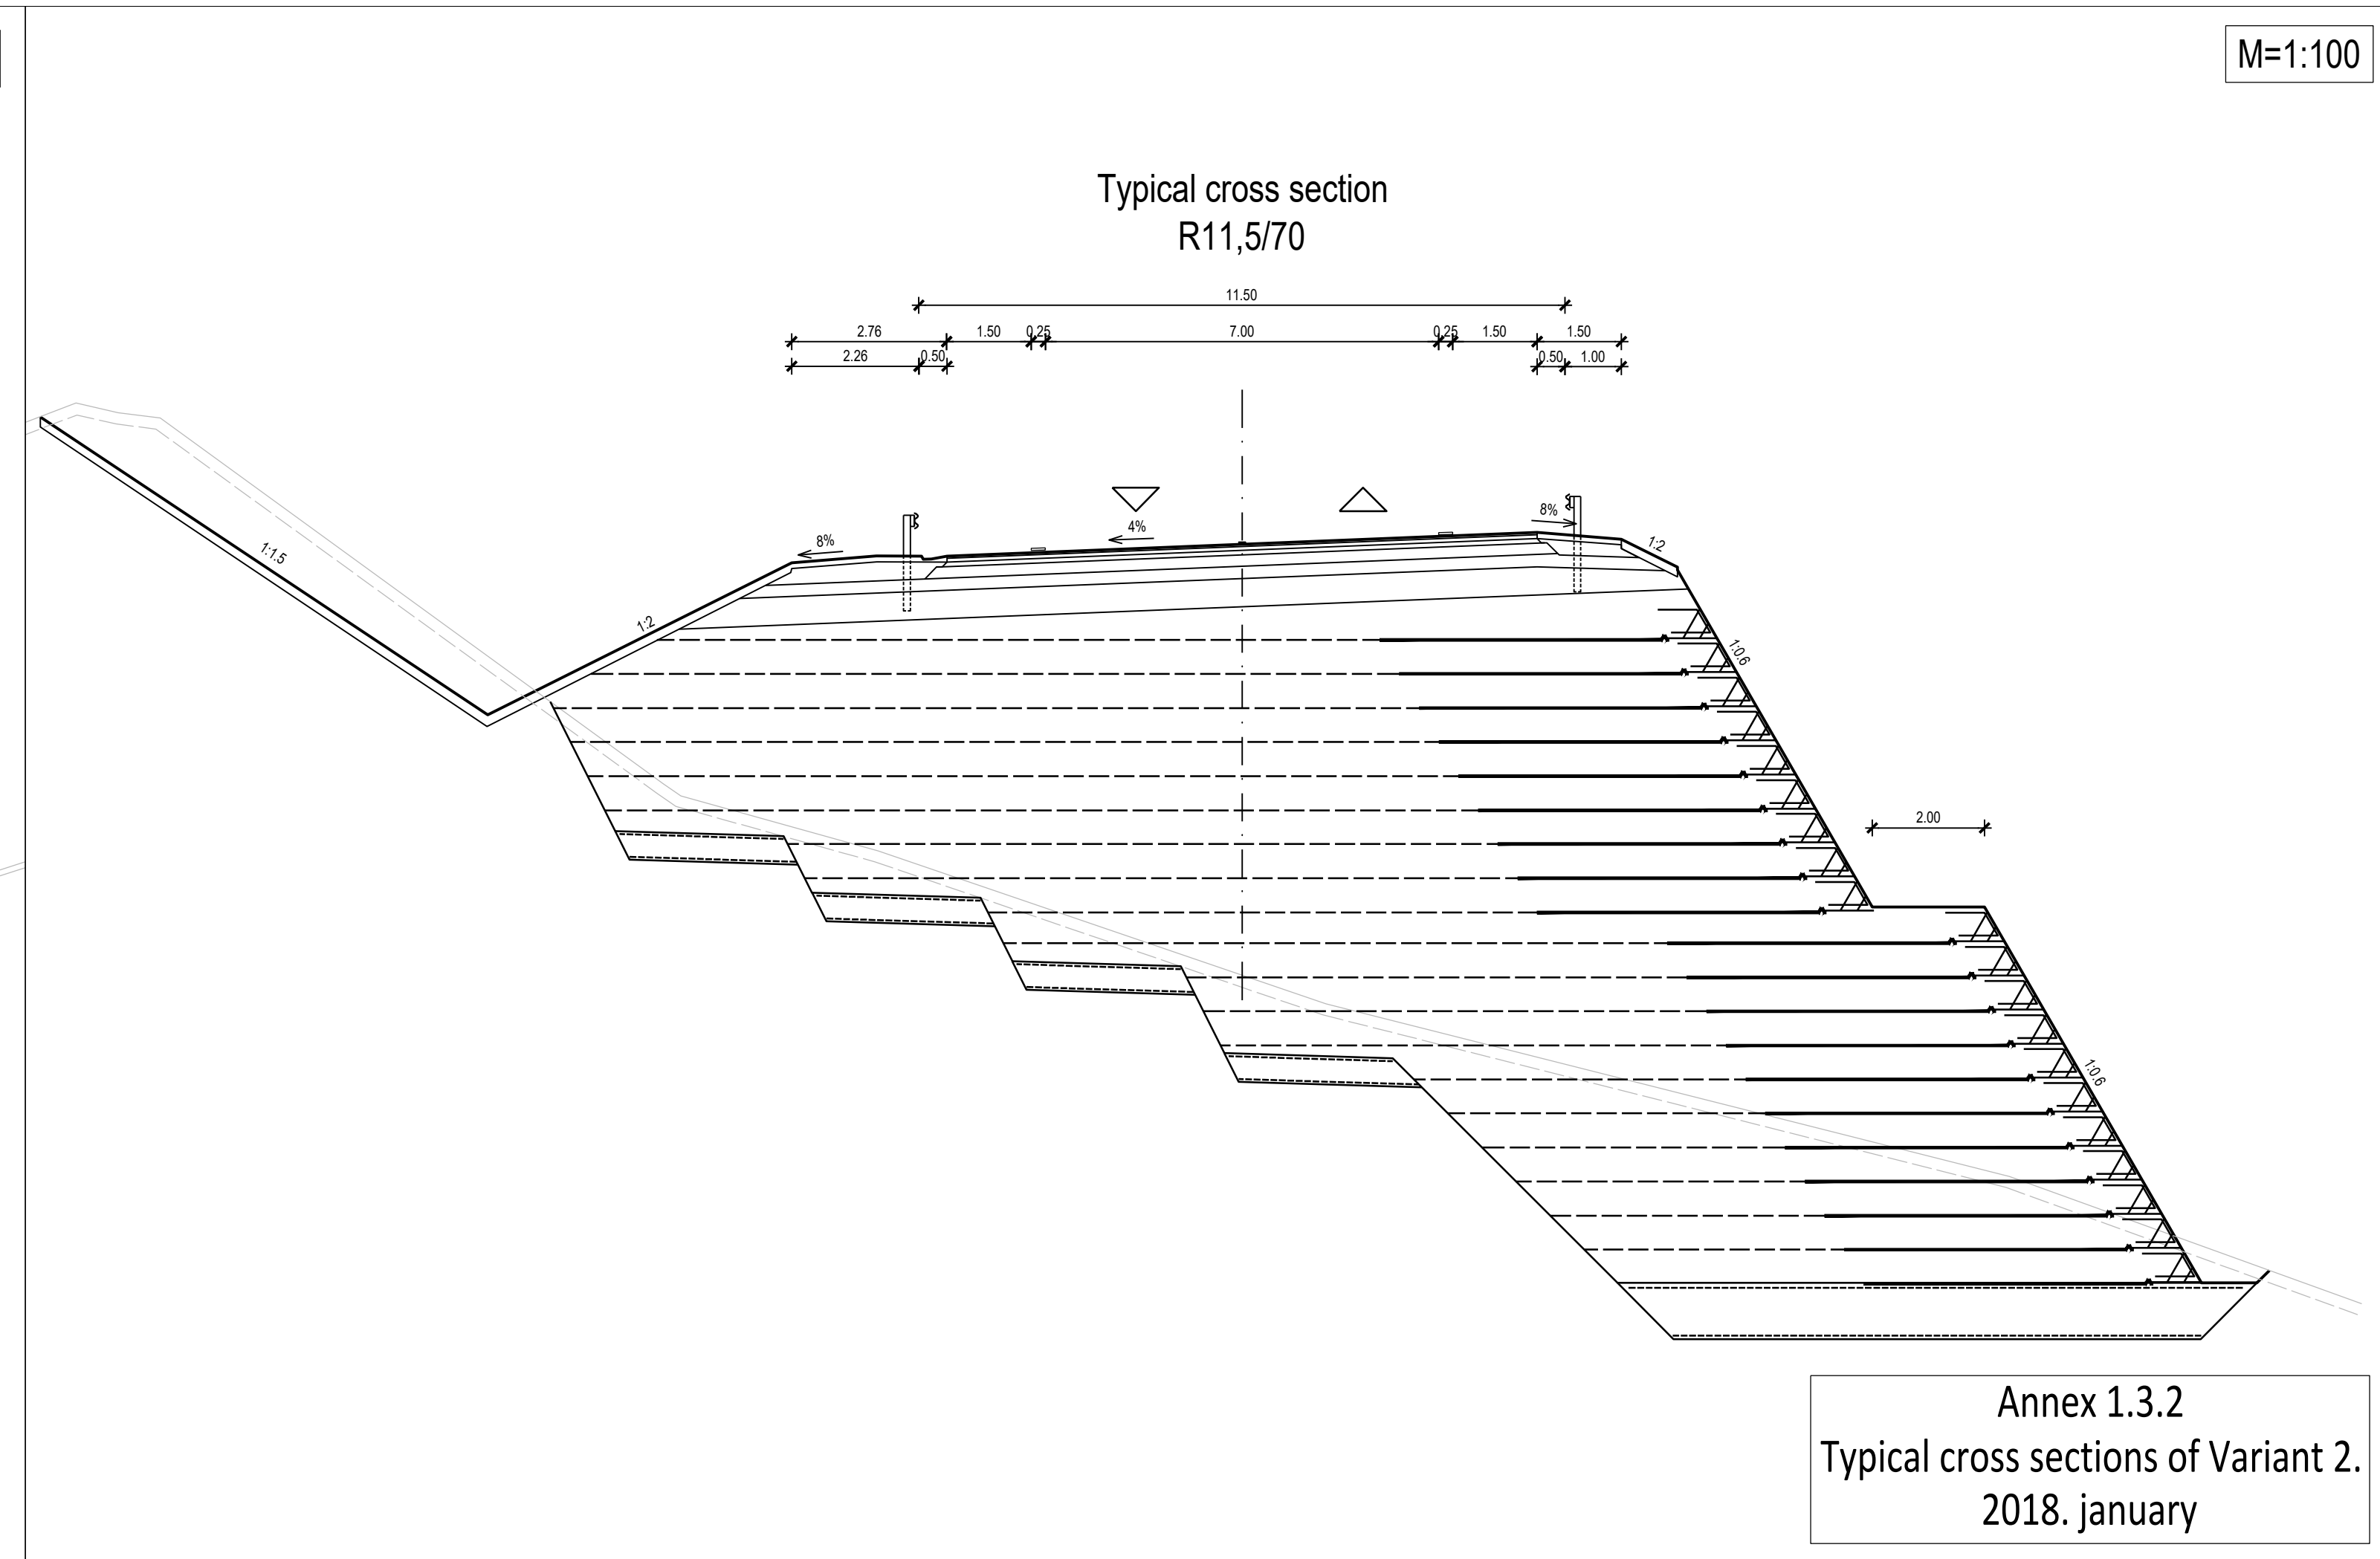 M=1:100
Typical cross section
R11,5/70
11.50
2.76 1.50 0.25 7.00 0.25 1.50 1.50
2.26 0.50 0.50 1.00
8% 4% 8%
1:2
1:1.5
1:2
1:0.6
2.00
1:0.6
Annex 1.3.2
Typical cross sections of Variant 2.
2018. january